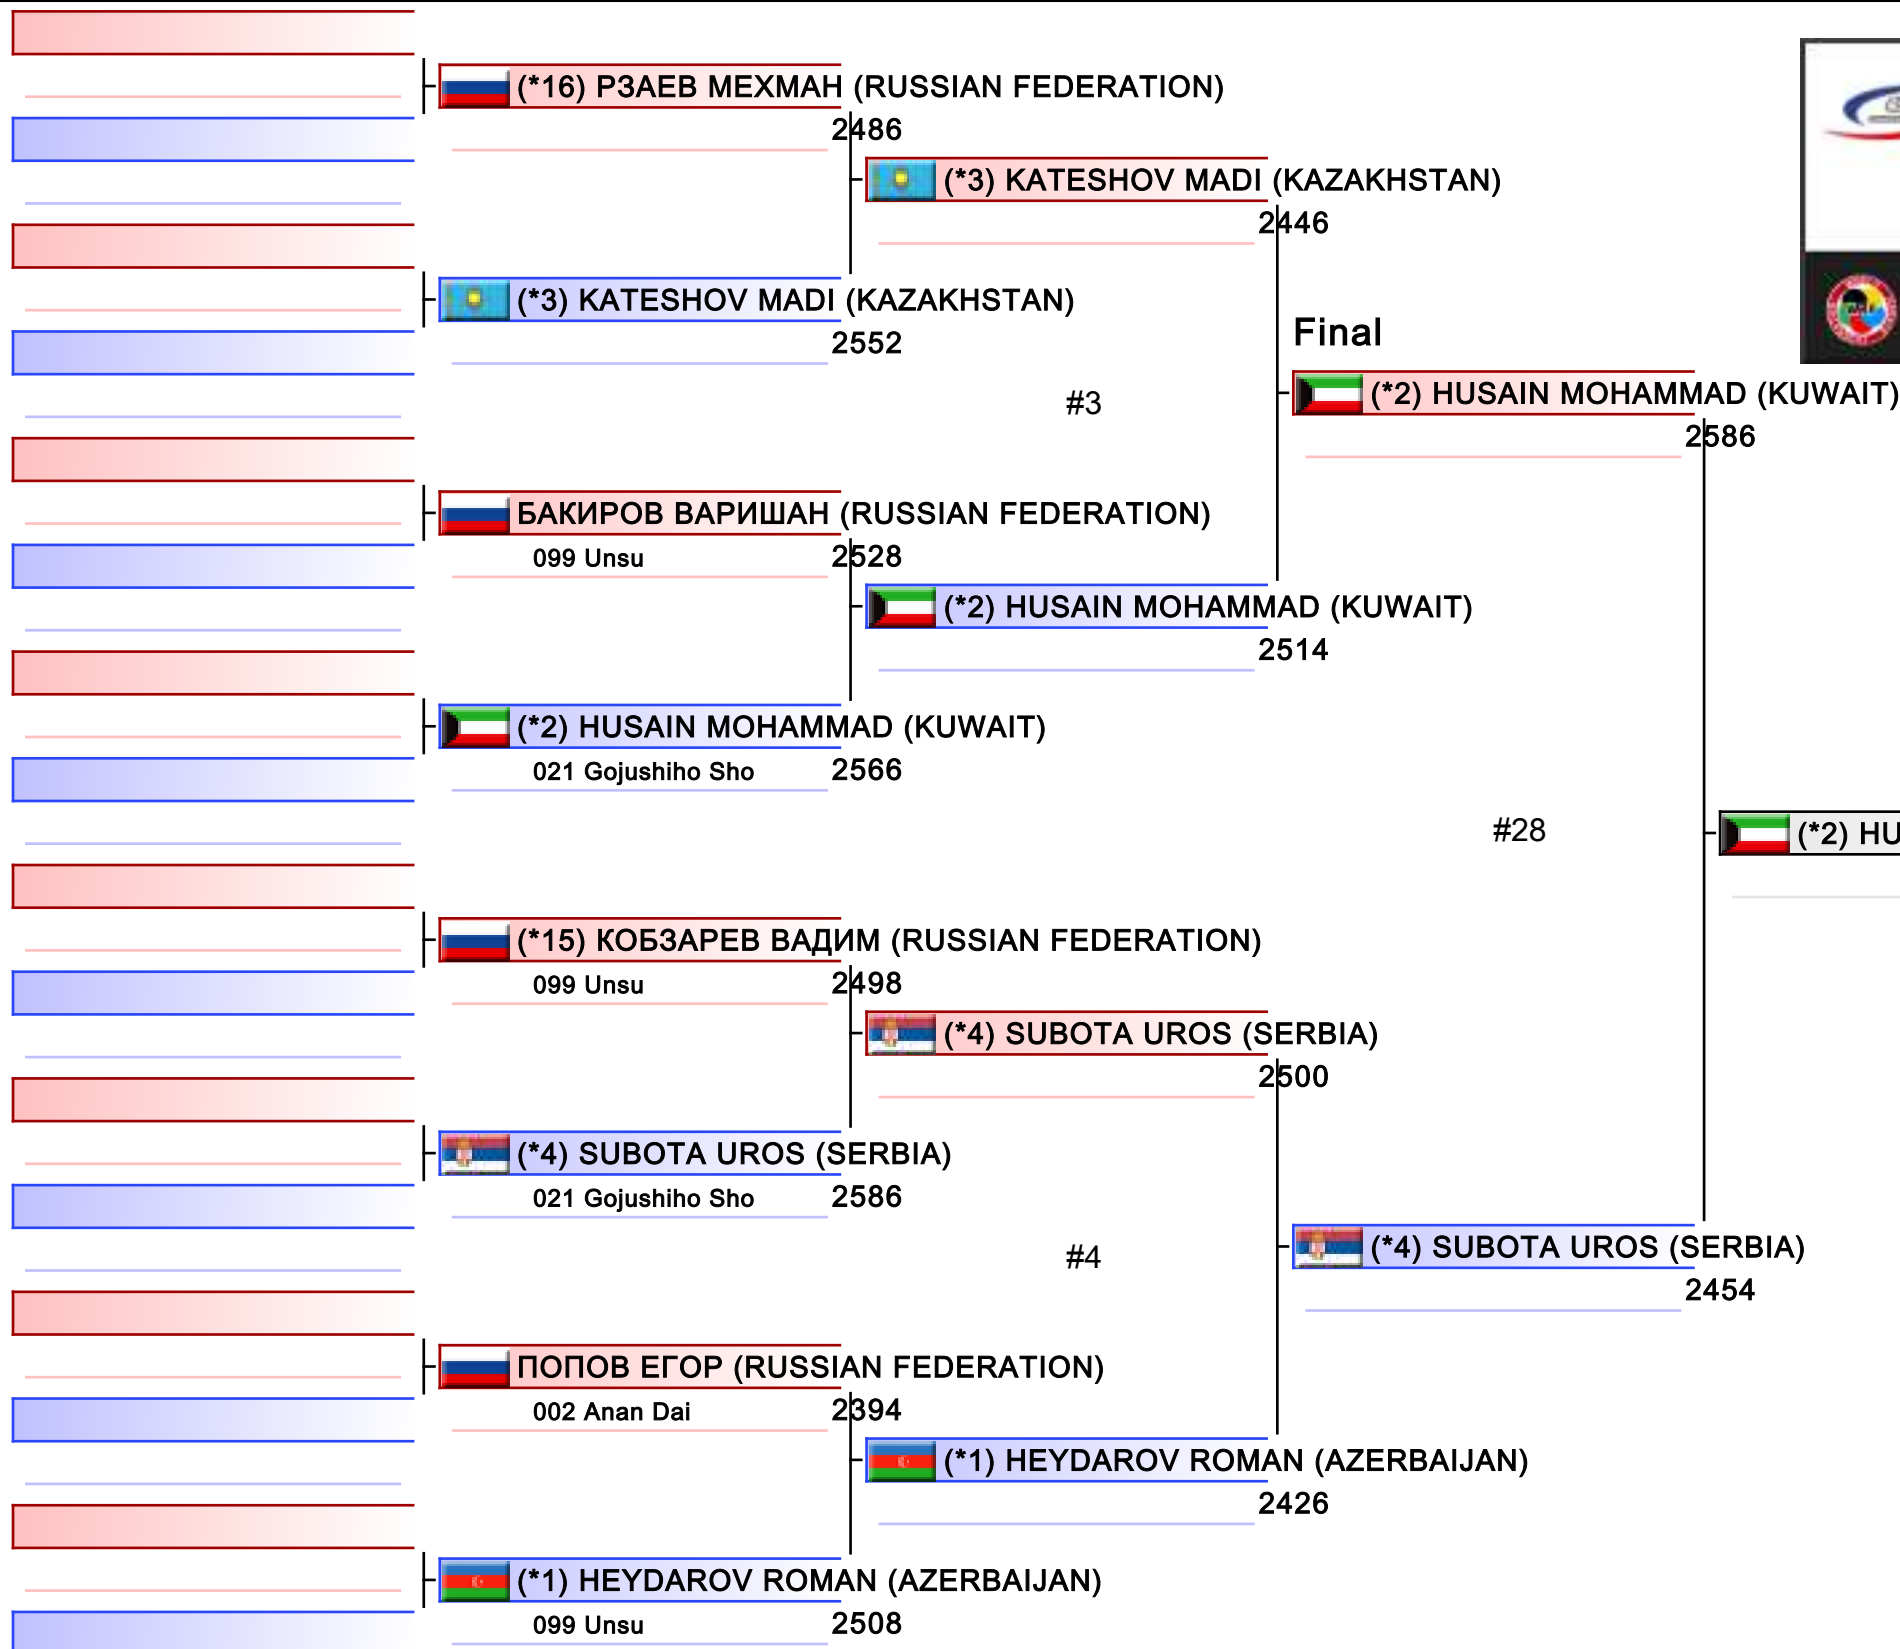 (*16) РЗАЕВ МЕХМАН (RUSSIAN FEDERATION)
2486
(*3) KATESHOV MADI (KAZAKHSTAN)
2446
(*3) KATESHOV MADI (KAZAKHSTAN)
2552
Final
(*2) HUSAIN MOHAMMAD (KUWAIT)
2586
#3
БАКИРОВ ВАРИШАН (RUSSIAN FEDERATION)
099 Unsu 2528
(*2) HUSAIN MOHAMMAD (KUWAIT)
2514
(*2) HUSAIN MOHAMMAD (KUWAIT)
021 Gojushiho Sho 2566
#28
(*2) HU
(*15) КОБЗАРЕВ ВАДИМ (RUSSIAN FEDERATION)
099 Unsu 2498
(*4) SUBOTA UROS (SERBIA)
2500
(*4) SUBOTA UROS (SERBIA)
021 Gojushiho Sho 2586
#4
(*4) SUBOTA UROS (SERBIA)
2454
ПОПОВ ЕГОР (RUSSIAN FEDERATION)
002 Anan Dai 2394
(*1) HEYDAROV ROMAN (AZERBAIJAN)
2426
(*1) HEYDAROV ROMAN (AZERBAIJAN)
099 Unsu 2508